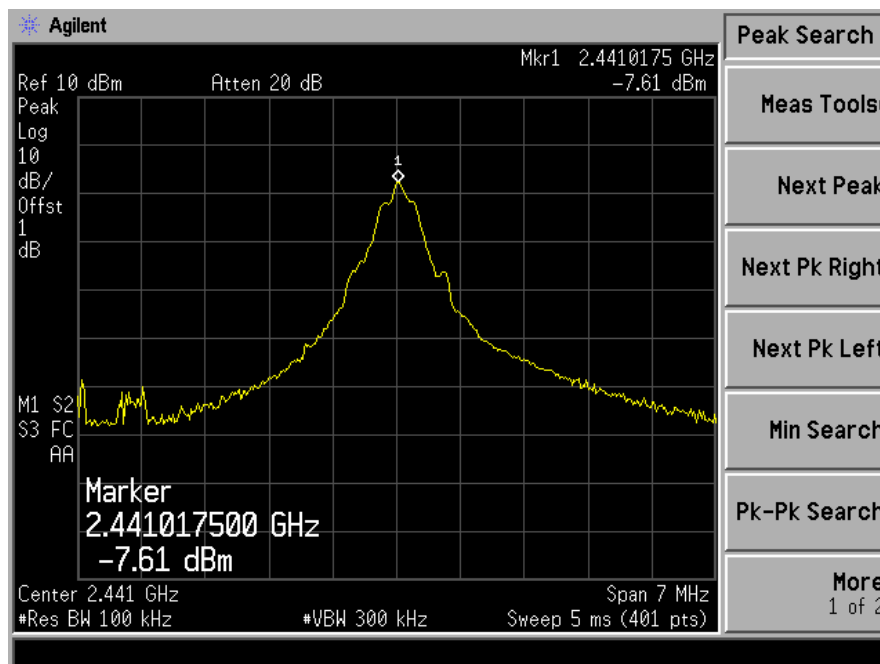 Agilent
Peak Search
Mkr1 2.4410175 GHz
Ref 10 dBm Atten 20 dB -7.61 dBm
Peak
Log
10
dB/
Offst
1
dB
1
Meas Tools
Next Peak
Next Pk Right
Next Pk Left
M1 S2
S3 FC
AA
Min Search
Marker
2.441017500 GHz
-7.61 dBm
Pk-Pk Search
Center 2.441 GHz Span 7 MHz
#Res BW 100 kHz #VBW 300 kHz Sweep 5 ms (401 pts)
More
1 of 2